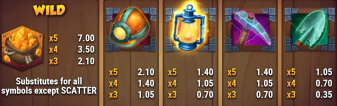 WILD
x5 7.00
x4 3.50
x3 2.10
Substitutes for all
symbols except SCATTER
x5 2.10
x4 1.40
x3 1.05
x5 1.40
x4 1.05
x3 0.70
x5 1.40
x4 1.05
x3 0.70
x5 1.05
x4 0.70
x3 0.35